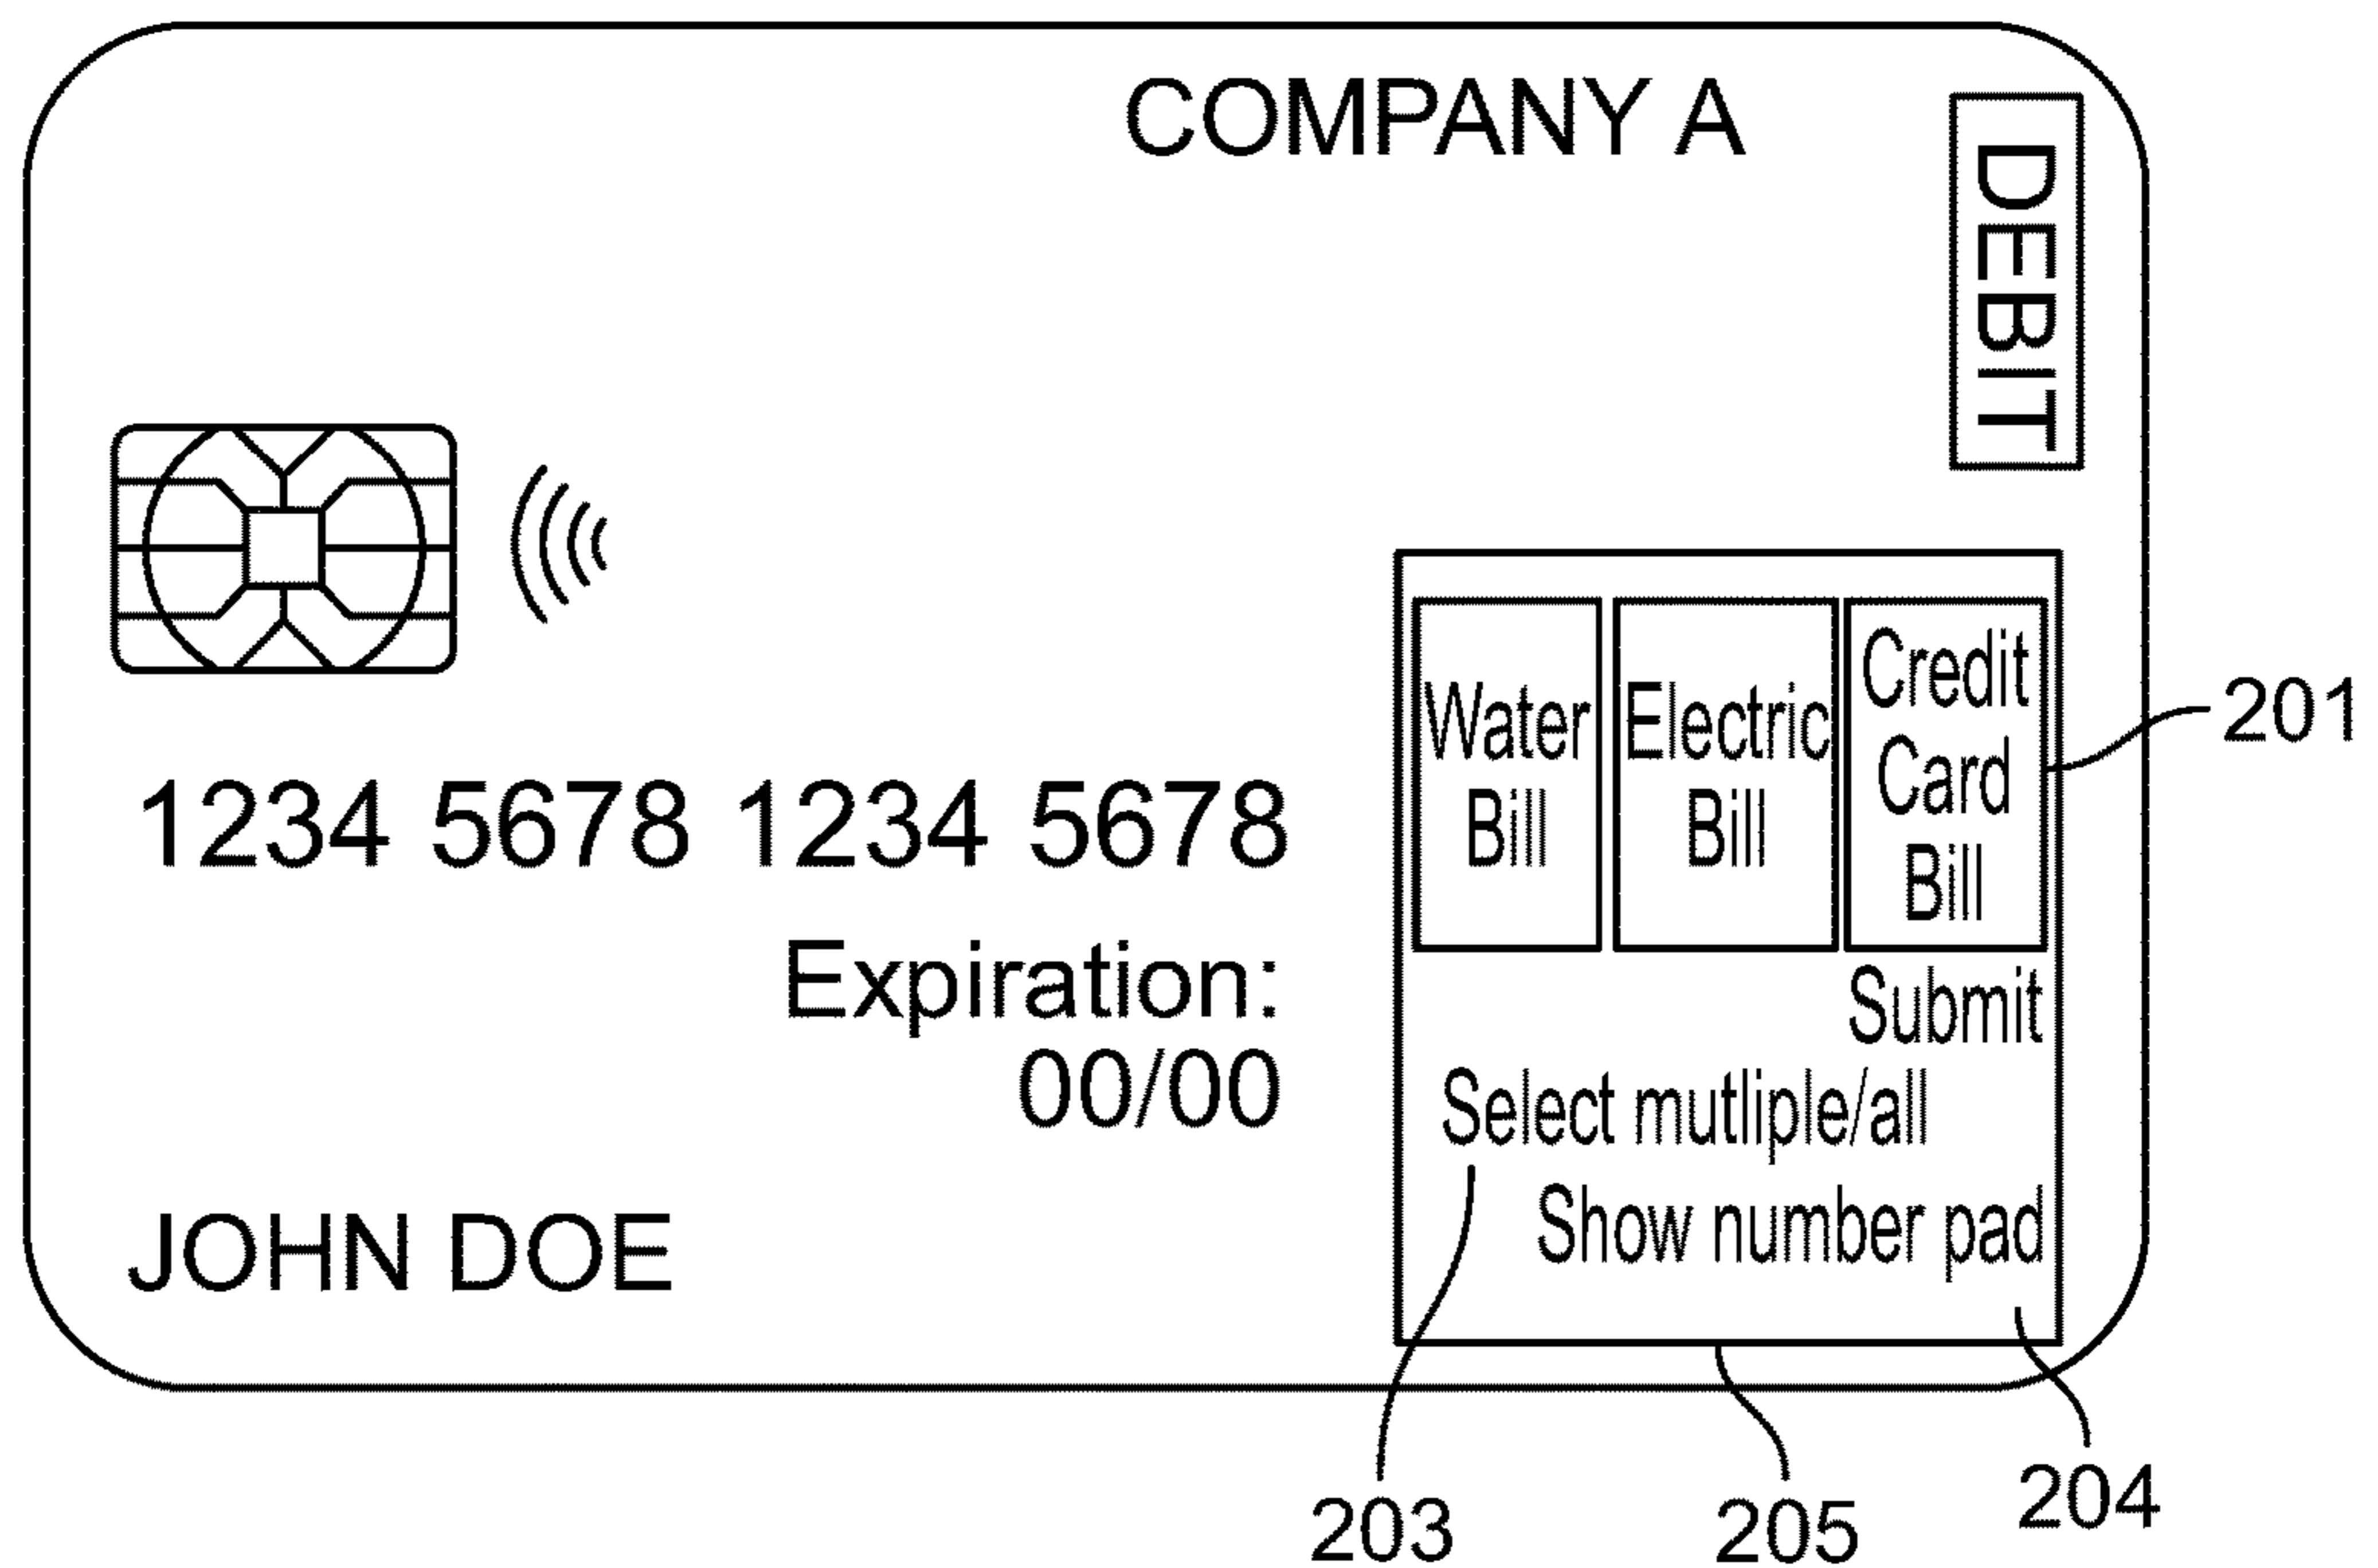 COMPANY A
DEBIT
Water
Bill
Electric
Bill
Credit
Card
Bill
201
1234 5678 1234 5678
Submit
Expiration:
00/00
Select mutliple/all
Show number pad
JOHN DOE
203
205
204